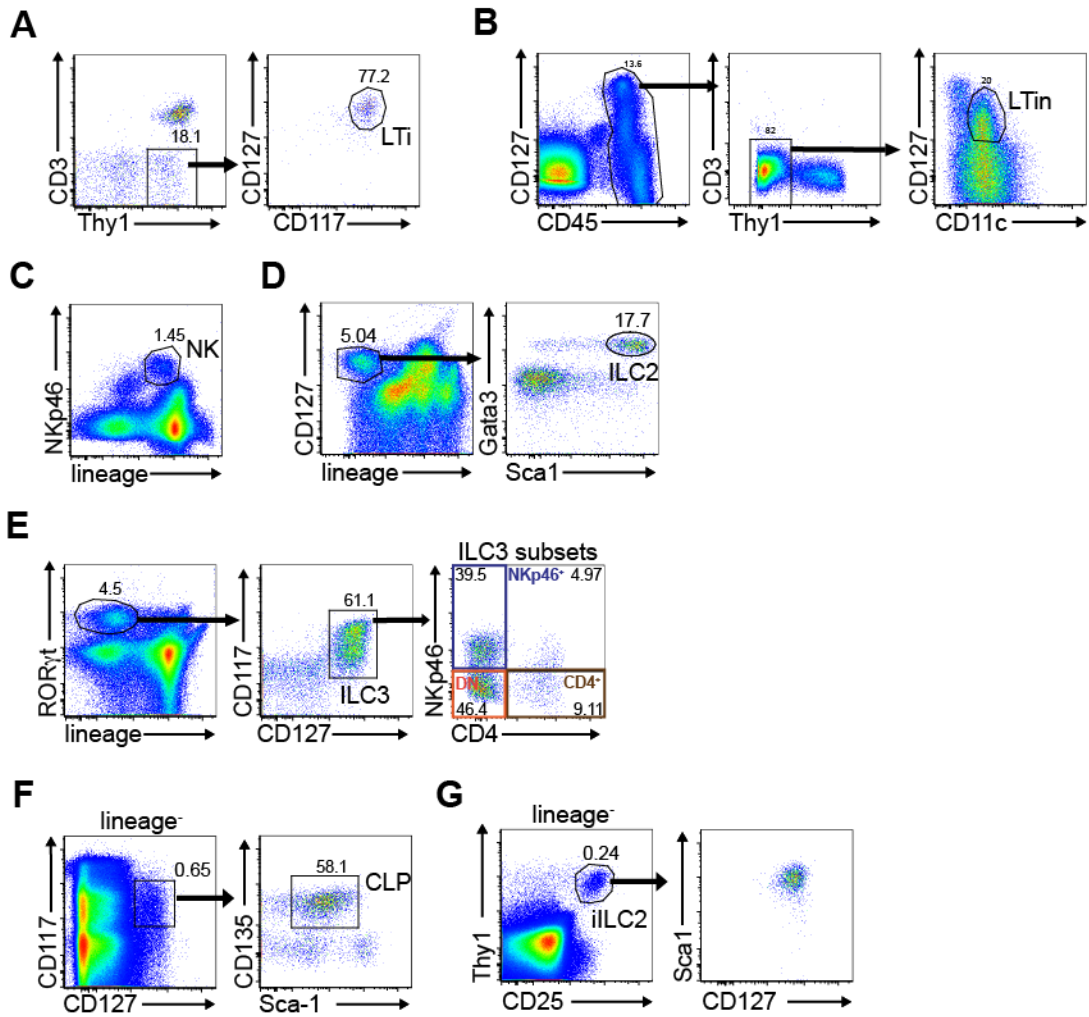 A
CD3
18.1
Thy1
77.2
LTi
CD127
CD117
B
13.6
CD127
CD45
82
CD3
Thy1
20
LTin
CD127
CD11c
C
1.45
NK
NKp46
lineage
D
5.04
CD127
lineage
17.7
ILC2
Gata3
Sca1
E
4.5
RORγt
lineage
61.1
ILC3
CD117
CD127
ILC3 subsets
39.5 NKp46⁺ 4.97
DN CD4⁺
46.4 9.11
NKp46
CD4
F
lineage⁻
0.65
CD117
CD127
58.1
CLP
CD135
Sca-1
G
lineage⁻
0.24
iILC2
Thy1
CD25
Sca1
CD127